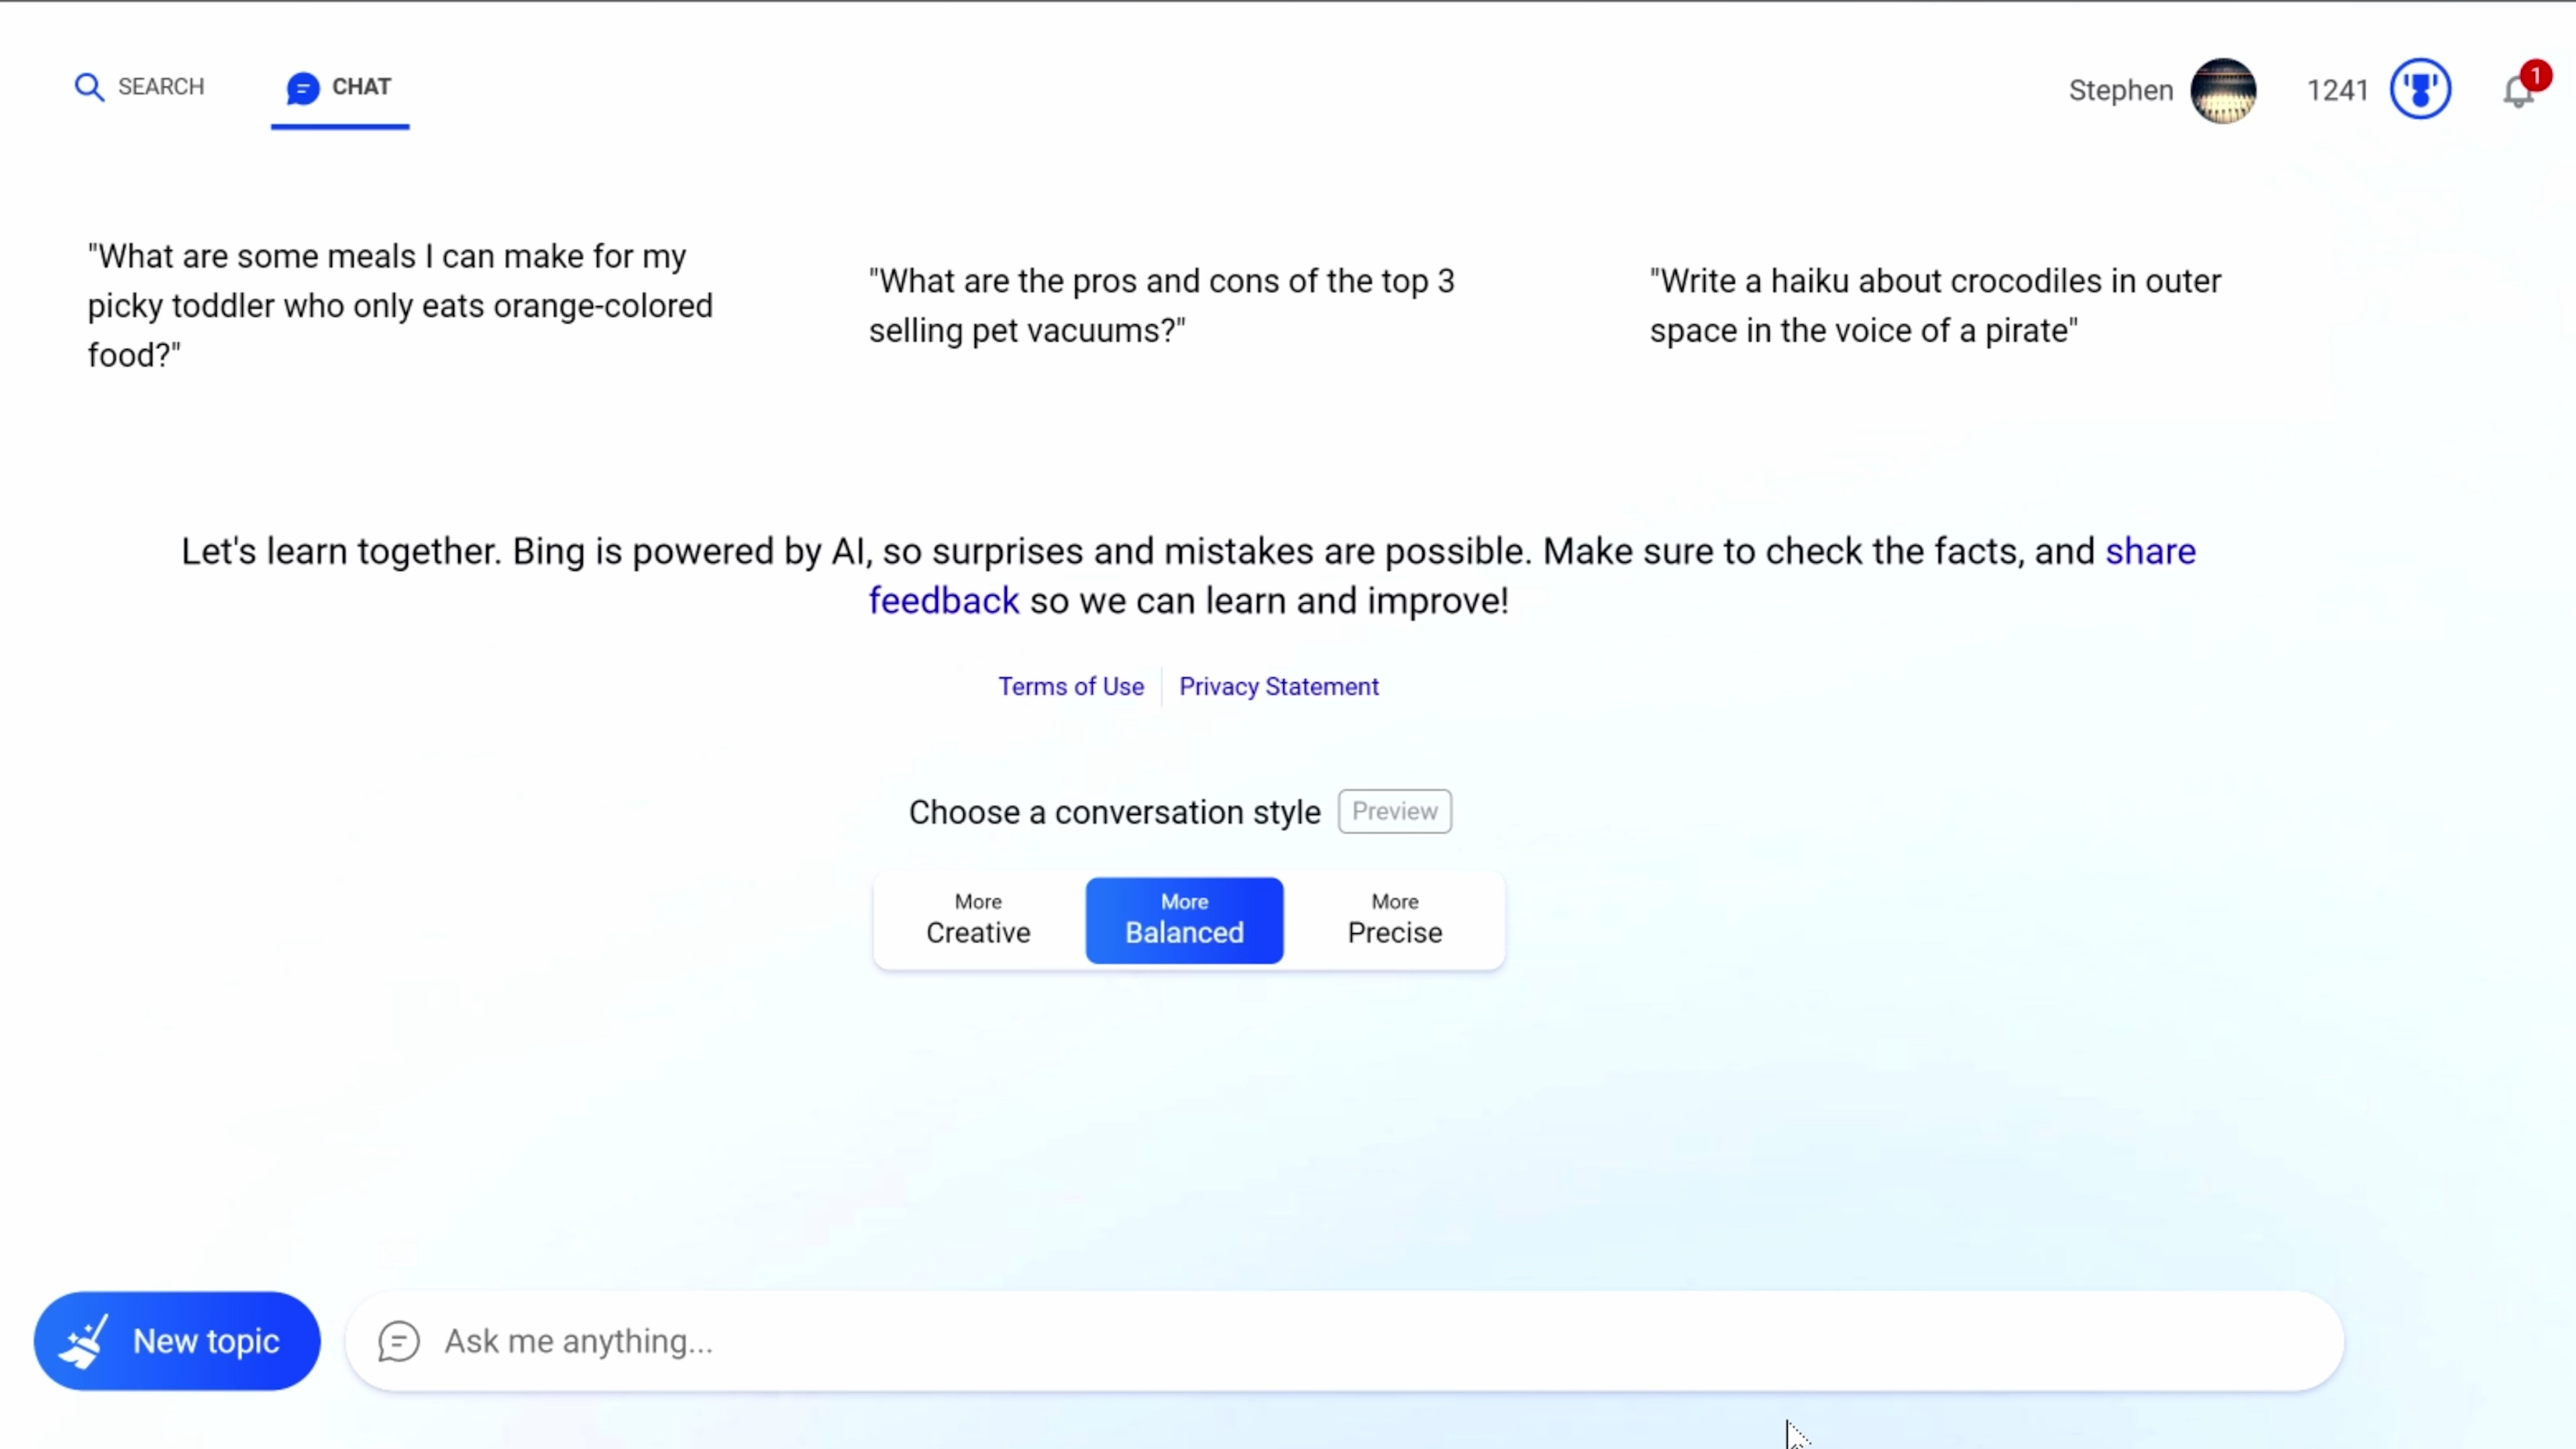 SEARCH
CHAT
Stephen
1241
1
"What are some meals I can make for my
picky toddler who only eats orange-colored
food?"
"What are the pros and cons of the top 3
selling pet vacuums?"
"Write a haiku about crocodiles in outer
space in the voice of a pirate"
Let's learn together. Bing is powered by AI, so surprises and mistakes are possible. Make sure to check the facts, and share
feedback so we can learn and improve!
Terms of Use
Privacy Statement
Choose a conversation style
Preview
More
Creative
More
Balanced
More
Precise
New topic
Ask me anything...